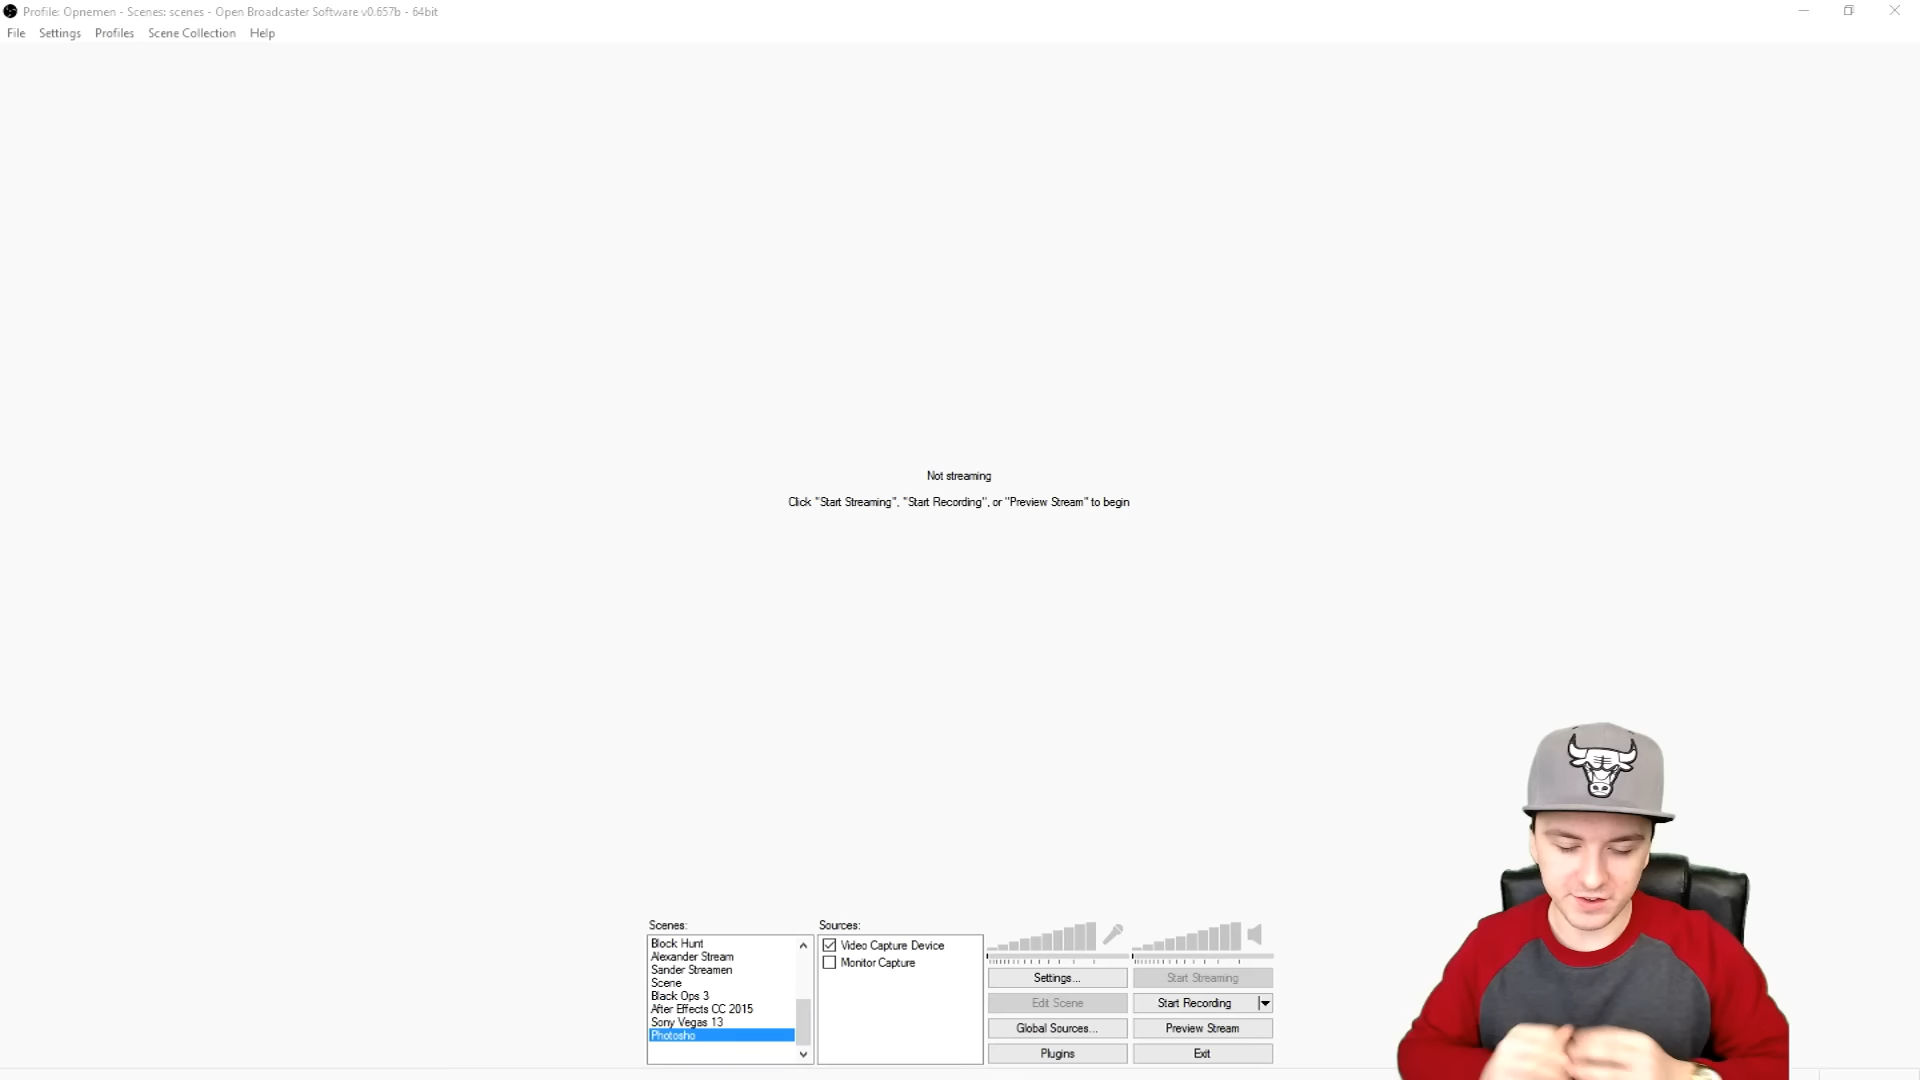 Profile: Opnemen - Scenes: scenes - Open Broadcaster Software v0.657b - 64bit
File Settings Profiles Scene Collection Help
Not streaming
Click "Start Streaming", "Start Recording", or "Preview Stream" to begin
Scenes:
Block Hunt
Alexander Stream
Sander Streamen
Scene
Black Ops 3
After Effects CC 2015
Sony Vegas 13
Photosho
Sources:
Video Capture Device
Monitor Capture
Settings...
Start Streaming
Edit Scene
Start Recording
Global Sources...
Preview Stream
Plugins
Exit